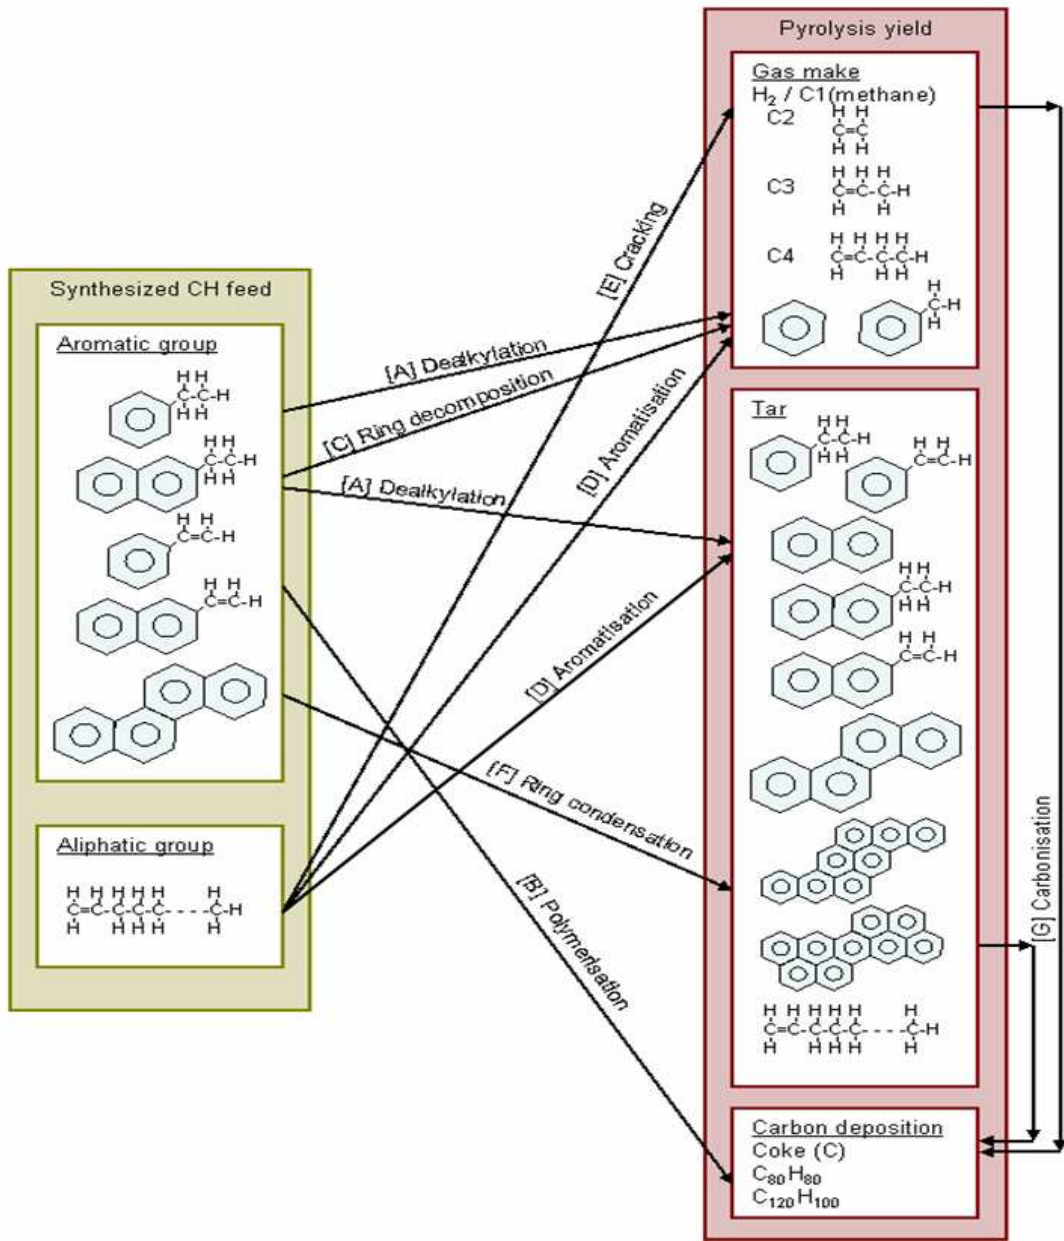 Pyrolysis yield
Gas make
H₂ / C1(methane)
C2
H H
C=C
H H
C3
H H H
C=C-C-H
H H
C4
H H H H
C=C-C-C-H
H H H
H
C-H
H
Synthesized CH feed
Aromatic group
H H
C-C-H
H H
H H
C-C-H
H H
H H
C=C-H
H H
C=C-H
Aliphatic group
H H H H H H
C=C-C-C-C - - - - C-H
H H H H H
[E] Cracking
[A] Dealkylation
[C] Ring decomposition
[D] Aromatisation
[A] Dealkylation
[D] Aromatisation
[F] Ring condensation
[B] Polymerisation
Tar
H H
C-C-H
H H
H H
C=C-H
H H
C-C-H
H H
H H
C=C-H
H H H H H H
C=C-C-C-C - - - - C-H
H H H H H
[G] Carbonisation
Carbon deposition
Coke (C)
C₈₀H₈₀
C₁₂₀H₁₀₀